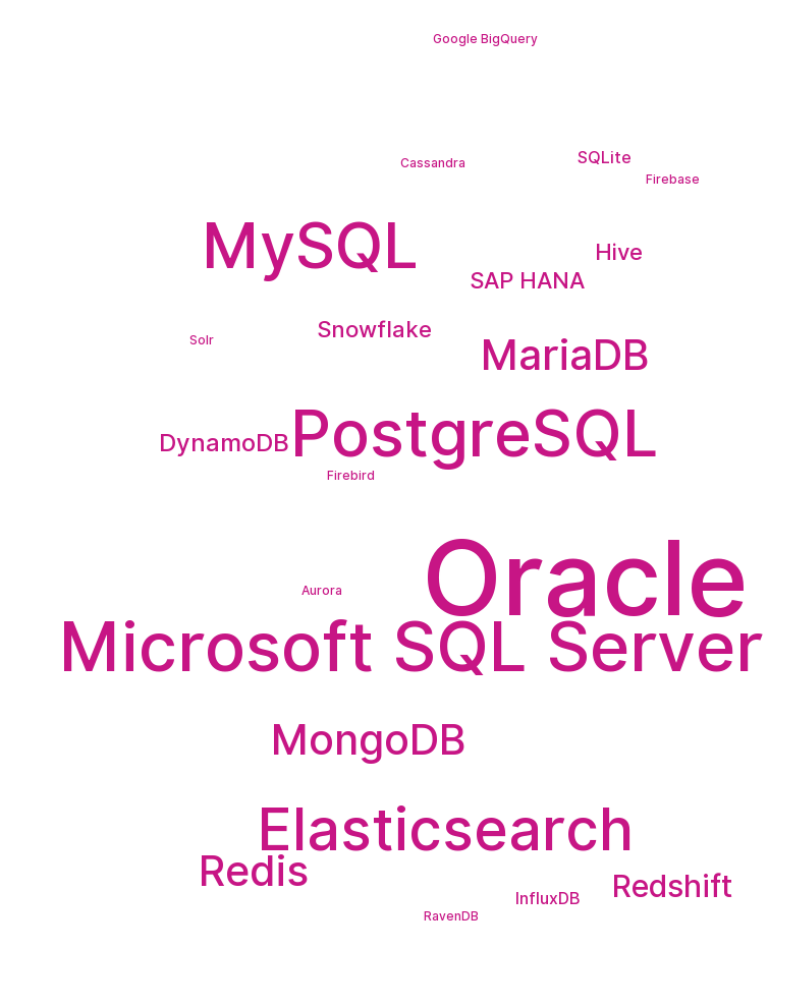 Google BigQuery
SQLite
Cassandra
Firebase
MySQL
Hive
SAP HANA
Snowflake
Solr
MariaDB
PostgreSQL
DynamoDB
Firebird
Oracle
Aurora
Microsoft SQL Server
MongoDB
Elasticsearch
Redis
Redshift
InfluxDB
RavenDB